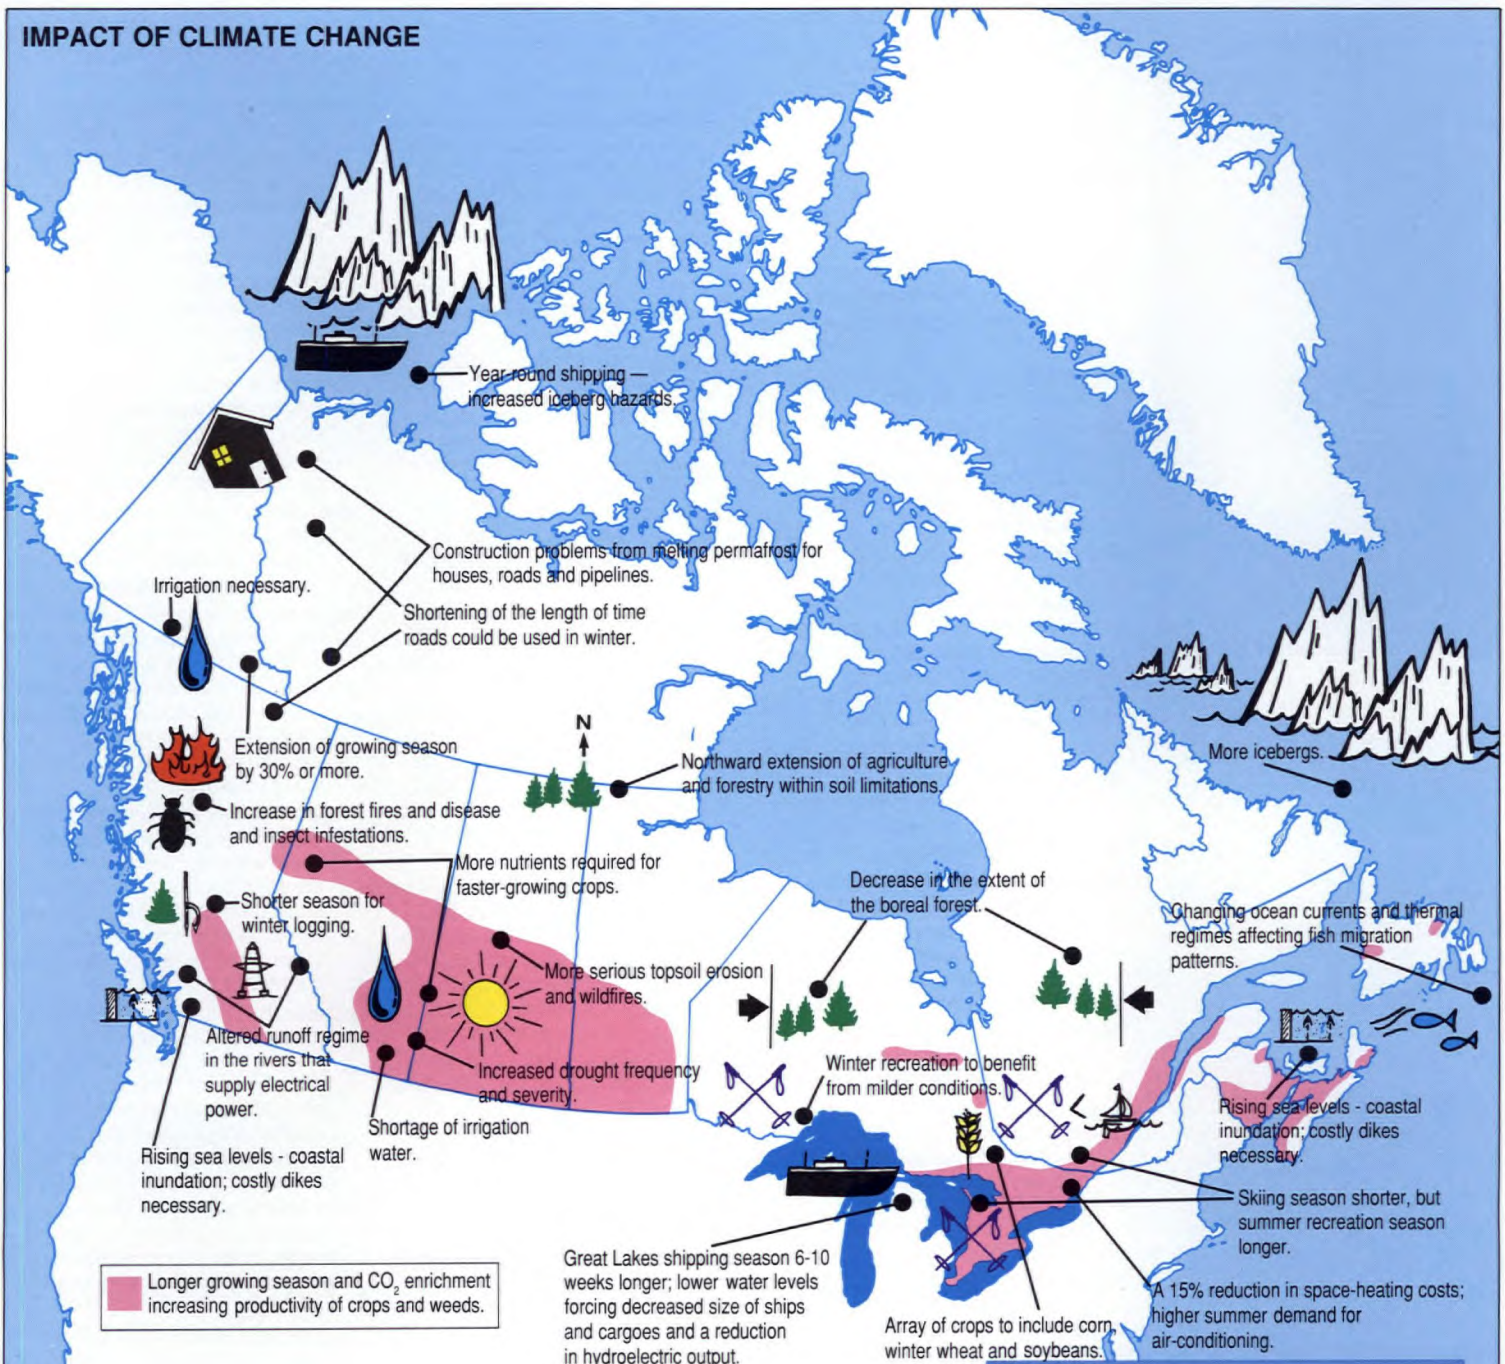 IMPACT OF CLIMATE CHANGE
Year-round shipping —
increased iceberg hazards.
Construction problems from melting permafrost for
houses, roads and pipelines.
Irrigation necessary.
Shortening of the length of time
roads could be used in winter.
N
Extension of growing season
by 30% or more.
Northward extension of agriculture
and forestry within soil limitations.
More icebergs.
Increase in forest fires and disease
and insect infestations.
More nutrients required for
faster-growing crops.
Decrease in the extent of
the boreal forest.
Shorter season for
winter logging.
Changing ocean currents and thermal
regimes affecting fish migration
patterns.
More serious topsoil erosion
and wildfires.
Altered runoff regime
in the rivers that
supply electrical
power.
Increased drought frequency
and severity.
Winter recreation to benefit
from milder conditions.
Rising sea levels - coastal
inundation; costly dikes
necessary.
Shortage of irrigation
water.
Rising sea levels - coastal
inundation; costly dikes
necessary.
Skiing season shorter, but
summer recreation season
longer.
Longer growing season and CO₂ enrichment
increasing productivity of crops and weeds.
Great Lakes shipping season 6-10
weeks longer; lower water levels
forcing decreased size of ships
and cargoes and a reduction
in hydroelectric output.
Array of crops to include corn,
winter wheat and soybeans.
A 15% reduction in space-heating costs;
higher summer demand for
air-conditioning.